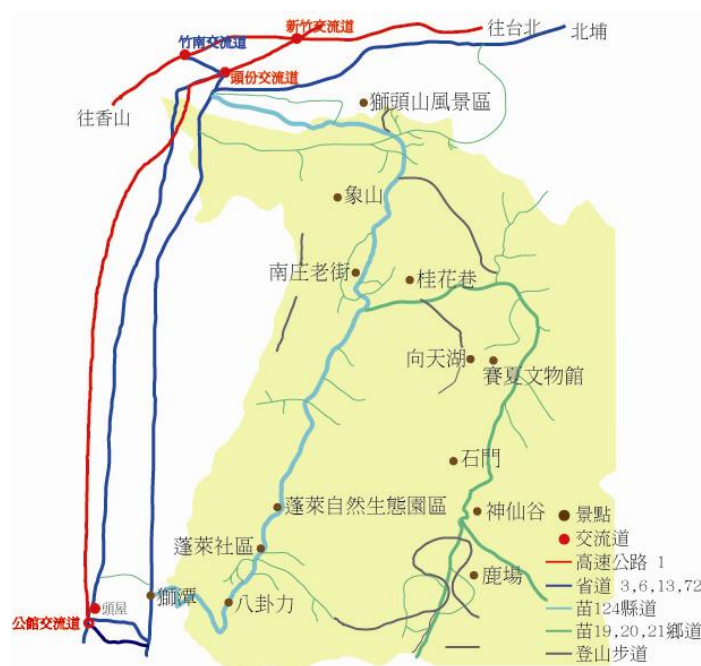 新竹交流道
往台北
北埔
竹南交流道
頭份交流道
獅頭山風景區
往香山
象山
南庄老街
桂花巷
向天湖
賽夏文物館
石門
蓬萊自然生態園區
神仙谷
景點
交流道
蓬萊社區
高速公路 1
鹿場
省道 3,6,13,72
獅潭
八卦力
頭屋
苗124縣道
公館交流道
苗19,20,21鄉道
登山步道